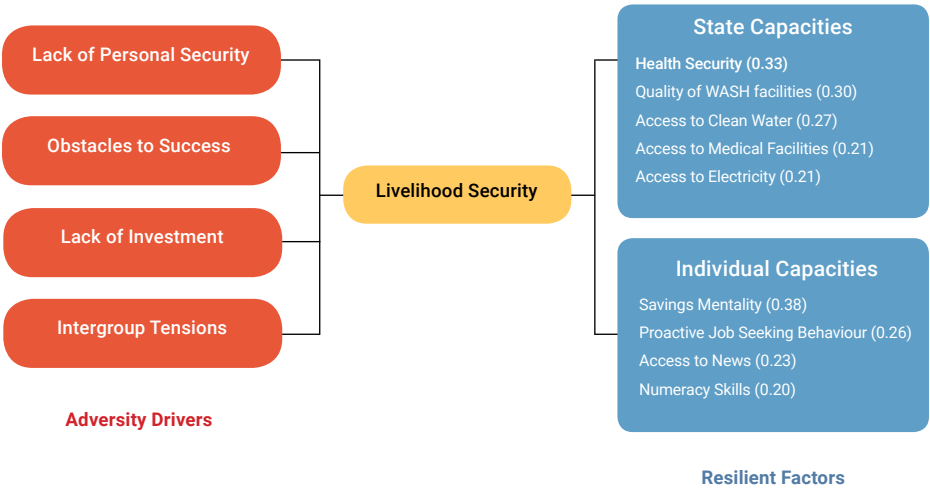 Lack of Personal Security
Obstacles to Success
Lack of Investment
Intergroup Tensions
Adversity Drivers
Livelihood Security
State Capacities
Health Security (0.33)
Quality of WASH facilities (0.30)
Access to Clean Water (0.27)
Access to Medical Facilities (0.21)
Access to Electricity (0.21)
Individual Capacities
Savings Mentality (0.38)
Proactive Job Seeking Behaviour (0.26)
Access to News (0.23)
Numeracy Skills (0.20)
Resilient Factors